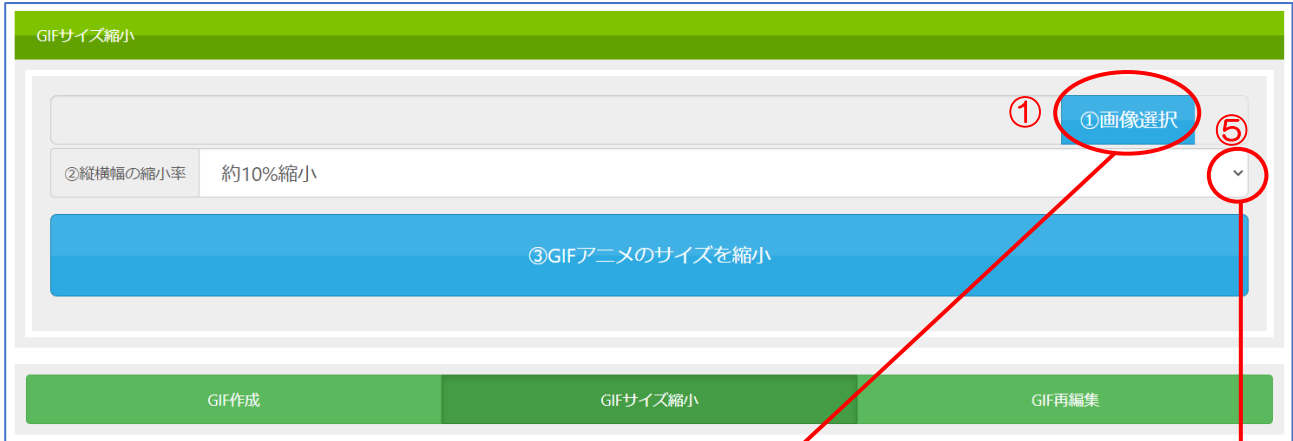 GIFサイズ縮小
① ①画像選択
⑤
②縦横幅の縮小率 約10%縮小
③GIFアニメのサイズを縮小
GIF作成 GIFサイズ縮小 GIF再編集